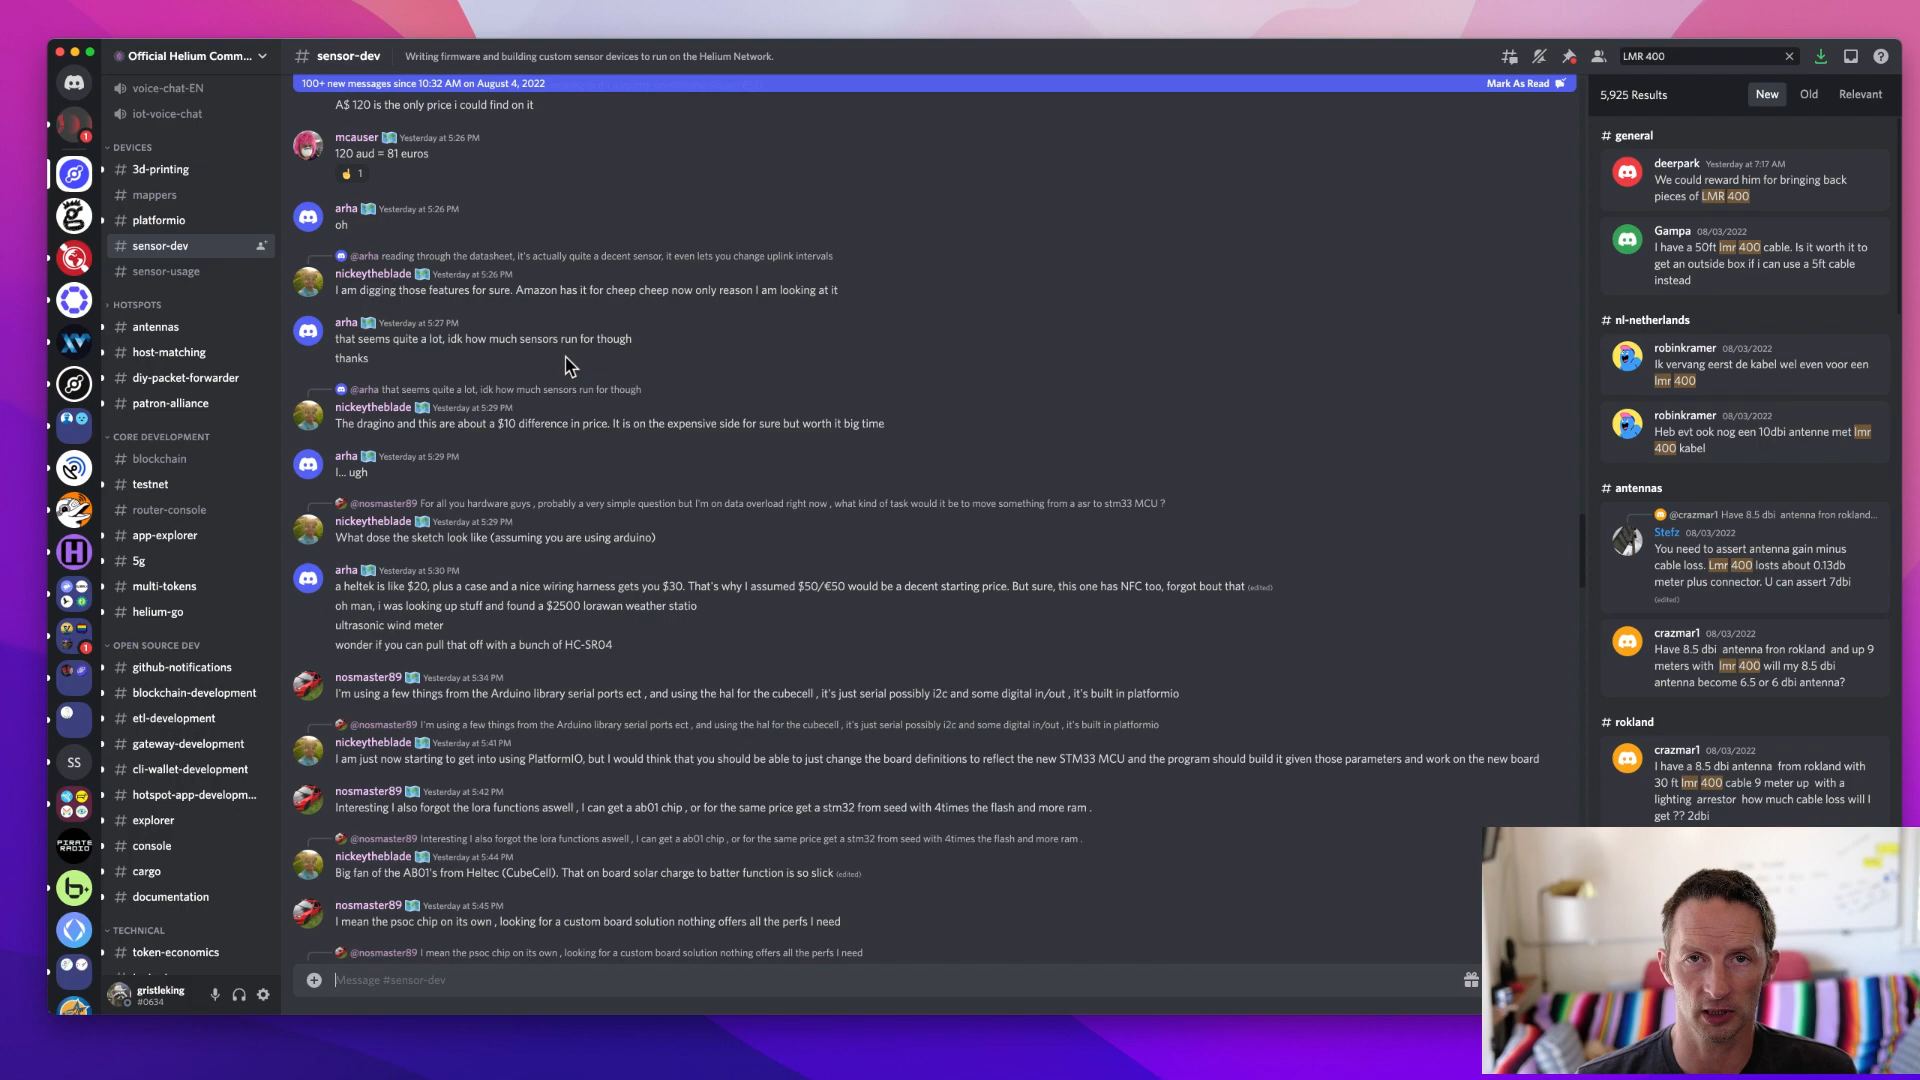 Official Helium Comm...
sensor-dev
Writing firmware and building custom sensor devices to run on the Helium Network.
LMR 400
voice-chat-EN
iot-voice-chat
DEVICES
3d-printing
mappers
platformio
sensor-dev
sensor-usage
HOTSPOTS
antennas
host-matching
diy-packet-forwarder
patron-alliance
CORE DEVELOPMENT
blockchain
testnet
router-console
app-explorer
5g
multi-tokens
helium-go
OPEN SOURCE DEV
github-notifications
blockchain-development
etl-development
gateway-development
cli-wallet-development
hotspot-app-developm...
explorer
console
cargo
documentation
TECHNICAL
token-economics
gristleking
#0634
SS
PIRATE
RADIO
1
1
100+ new messages since 10:32 AM on August 4, 2022
Mark As Read
A$ 120 is the only price i could find on it
mcauser Yesterday at 5:26 PM
120 aud = 81 euros
1
arha Yesterday at 5:26 PM
oh
@arha reading through the datasheet, it's actually quite a decent sensor, it even lets you change uplink intervals
nickeytheblade Yesterday at 5:26 PM
I am digging those features for sure. Amazon has it for cheep cheep now only reason I am looking at it
arha Yesterday at 5:27 PM
that seems quite a lot, idk how much sensors run for though
thanks
@arha that seems quite a lot, idk how much sensors run for though
nickeytheblade Yesterday at 5:29 PM
The dragino and this are about a $10 difference in price. It is on the expensive side for sure but worth it big time
arha Yesterday at 5:29 PM
I... ugh
@nosmaster89 For all you hardware guys , probably a very simple question but I'm on data overload right now , what kind of task would it be to move something from a asr to stm33 MCU ?
nickeytheblade Yesterday at 5:29 PM
What dose the sketch look like (assuming you are using arduino)
arha Yesterday at 5:30 PM
a heltek is like $20, plus a case and a nice wiring harness gets you $30. That's why I assumed $50/€50 would be a decent starting price. But sure, this one has NFC too, forgot bout that (edited)
oh man, i was looking up stuff and found a $2500 lorawan weather statio
ultrasonic wind meter
wonder if you can pull that off with a bunch of HC-SR04
nosmaster89 Yesterday at 5:34 PM
I'm using a few things from the Arduino library serial ports ect , and using the hal for the cubecell , it's just serial possibly i2c and some digital in/out , it's built in platformio
@nosmaster89 I'm using a few things from the Arduino library serial ports ect , and using the hal for the cubecell , it's just serial possibly i2c and some digital in/out , it's built in platformio
nickeytheblade Yesterday at 5:41 PM
I am just now starting to get into using PlatformIO, but I would think that you should be able to just change the board definitions to reflect the new STM33 MCU and the program should build it given those parameters and work on the new board
nosmaster89 Yesterday at 5:42 PM
Interesting I also forgot the lora functions aswell , I can get a ab01 chip , or for the same price get a stm32 from seed with 4times the flash and more ram .
@nosmaster89 Interesting I also forgot the lora functions aswell , I can get a ab01 chip , or for the same price get a stm32 from seed with 4times the flash and more ram .
nickeytheblade Yesterday at 5:44 PM
Big fan of the AB01's from Heltec (CubeCell). That on board solar charge to batter function is so slick (edited)
nosmaster89 Yesterday at 5:45 PM
I mean the psoc chip on its own , looking for a custom board solution nothing offers all the perfs I need
@nosmaster89 I mean the psoc chip on its own , looking for a custom board solution nothing offers all the perfs I need
Message #sensor-dev
5,925 Results
New
Old
Relevant
# general
deerpark Yesterday at 7:17 AM
We could reward him for bringing back
pieces of LMR 400
Gampa 08/03/2022
I have a 50ft lmr 400 cable. Is it worth it to
get an outside box if i can use a 5ft cable
instead
# nl-netherlands
robinkramer 08/03/2022
Ik vervang eerst de kabel wel even voor een
lmr 400
robinkramer 08/03/2022
Heb evt ook nog een 10dbi antenne met lmr
400 kabel
# antennas
@crazmar1 Have 8.5 dbi antenna fron rokland...
Stefz 08/03/2022
You need to assert antenna gain minus
cable loss. Lmr 400 losts about 0.13db
meter plus connector. U can assert 7dbi
(edited)
crazmar1 08/03/2022
Have 8.5 dbi antenna fron rokland and up 9
meters with lmr 400 will my 8.5 dbi
antenna become 6.5 or 6 dbi antenna?
# rokland
crazmar1 08/03/2022
I have a 8.5 dbi antenna from rokland with
30 ft lmr 400 cable 9 meter up with a
lighting arrestor how much cable loss will I
get ?? 2dbi